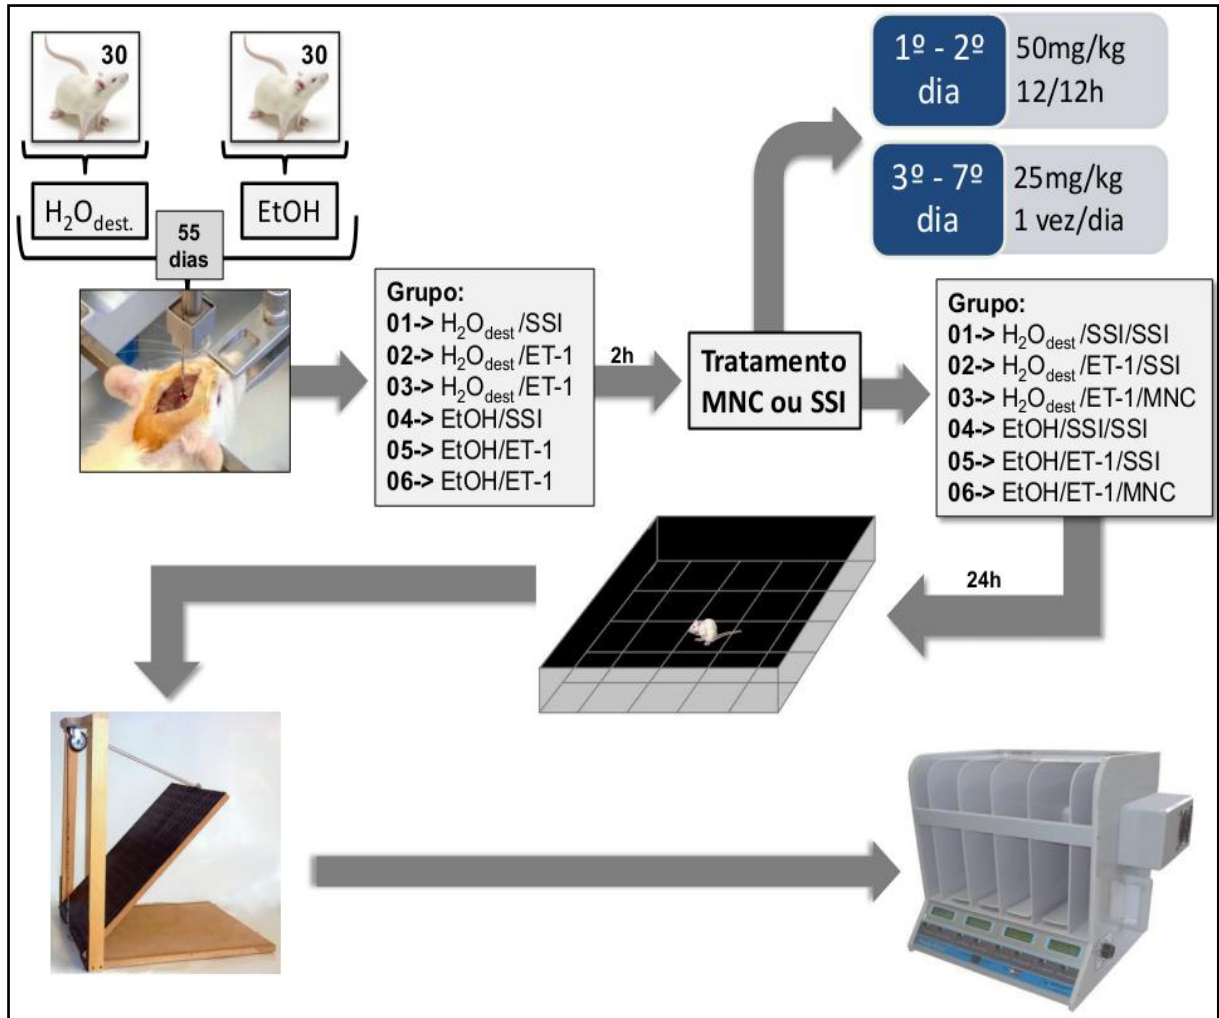 30
30
H₂Odest.
EtOH
55
dias
Grupo:
01-> H₂Odest /SSI
02-> H₂Odest /ET-1
03-> H₂Odest /ET-1
04-> EtOH/SSI
05-> EtOH/ET-1
06-> EtOH/ET-1
2h
Tratamento
MNC ou SSI
1º - 2º
dia
50mg/kg
12/12h
3º - 7º
dia
25mg/kg
1 vez/dia
Grupo:
01-> H₂Odest /SSI/SSI
02-> H₂Odest /ET-1/SSI
03-> H₂Odest /ET-1/MNC
04-> EtOH/SSI/SSI
05-> EtOH/ET-1/SSI
06-> EtOH/ET-1/MNC
24h